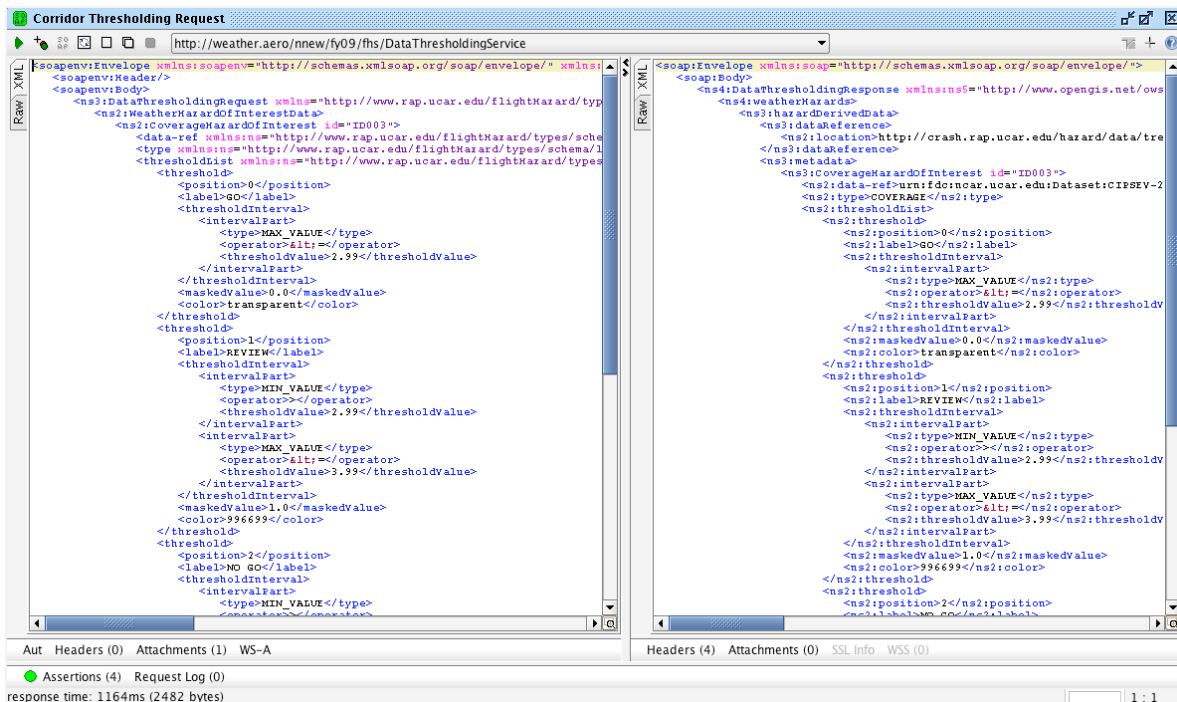 Corridor Thresholding Request
http://weather.aero/nnew/fy09/fhs/DataThresholdingService
XML
Raw
<soapenv:Envelope xmlns:soapenv="http://schemas.xmlsoap.org/soap/envelope/" xmlns:
<soapenv:Header/>
<soapenv:Body>
<ns3:DataThresholdingRequest xmlns="http://www.rap.ucar.edu/flightHazard/typ
<ns2:WeatherHazardOfInterestData>
<ns2:CoverageHazardOfInterest id="ID003">
<data-ref xmlns:ns="http://www.rap.ucar.edu/flightHazard/types/sche
<type xmlns:ns="http://www.rap.ucar.edu/flightHazard/types/schema/1
<thresholdList xmlns:ns="http://www.rap.ucar.edu/flightHazard/types
<threshold>
<position>0</position>
<label>GO</label>
<thresholdInterval>
<intervalPart>
<type>MAX_VALUE</type>
<operator>&lt;=</operator>
<thresholdValue>2.99</thresholdValue>
</intervalPart>
</thresholdInterval>
<maskedValue>0.0</maskedValue>
<color>transparent</color>
</threshold>
<threshold>
<position>1</position>
<label>REVIEW</label>
<thresholdInterval>
<intervalPart>
<type>MIN_VALUE</type>
<operator>></operator>
<thresholdValue>2.99</thresholdValue>
</intervalPart>
<intervalPart>
<type>MAX_VALUE</type>
<operator>&lt;=</operator>
<thresholdValue>3.99</thresholdValue>
</intervalPart>
</thresholdInterval>
<maskedValue>1.0</maskedValue>
<color>996699</color>
</threshold>
<threshold>
<position>2</position>
<label>NO GO</label>
<thresholdInterval>
<intervalPart>
<type>MIN_VALUE</type>
<operator>></operator>
XML
Raw
<soap:Envelope xmlns:soap="http://schemas.xmlsoap.org/soap/envelope/">
<soap:Body>
<ns4:DataThresholdingResponse xmlns:ns5="http://www.opengis.net/ows
<ns4:weatherHazards>
<ns3:hazardDerivedData>
<ns3:dataReference>
<ns2:location>http://crash.rap.ucar.edu/hazard/data/tre
</ns3:dataReference>
<ns3:metadata>
<ns3:CoverageHazardOfInterest id="ID003">
<ns2:data-ref>urn:fdc:ncar.ucar.edu:Dataset:CIPSEV-2
<ns2:type>COVERAGE</ns2:type>
<ns2:thresholdList>
<ns2:threshold>
<ns2:position>0</ns2:position>
<ns2:label>GO</ns2:label>
<ns2:thresholdInterval>
<ns2:intervalPart>
<ns2:type>MAX_VALUE</ns2:type>
<ns2:operator>&lt;=</ns2:operator>
<ns2:thresholdValue>2.99</ns2:thresholdV
</ns2:intervalPart>
</ns2:thresholdInterval>
<ns2:maskedValue>0.0</ns2:maskedValue>
<ns2:color>transparent</ns2:color>
</ns2:threshold>
<ns2:threshold>
<ns2:position>1</ns2:position>
<ns2:label>REVIEW</ns2:label>
<ns2:thresholdInterval>
<ns2:intervalPart>
<ns2:type>MIN_VALUE</ns2:type>
<ns2:operator>></ns2:operator>
<ns2:thresholdValue>2.99</ns2:thresholdV
</ns2:intervalPart>
<ns2:intervalPart>
<ns2:type>MAX_VALUE</ns2:type>
<ns2:operator>&lt;=</ns2:operator>
<ns2:thresholdValue>3.99</ns2:thresholdV
</ns2:intervalPart>
</ns2:thresholdInterval>
<ns2:maskedValue>1.0</ns2:maskedValue>
<ns2:color>996699</ns2:color>
</ns2:threshold>
<ns2:threshold>
<ns2:position>2</ns2:position>
<ns2:label>NO GO</ns2:label>
Aut Headers (0) Attachments (1) WS-A
Headers (4) Attachments (0) SSL Info WSS (0)
Assertions (4) Request Log (0)
response time: 1164ms (2482 bytes)
1 : 1